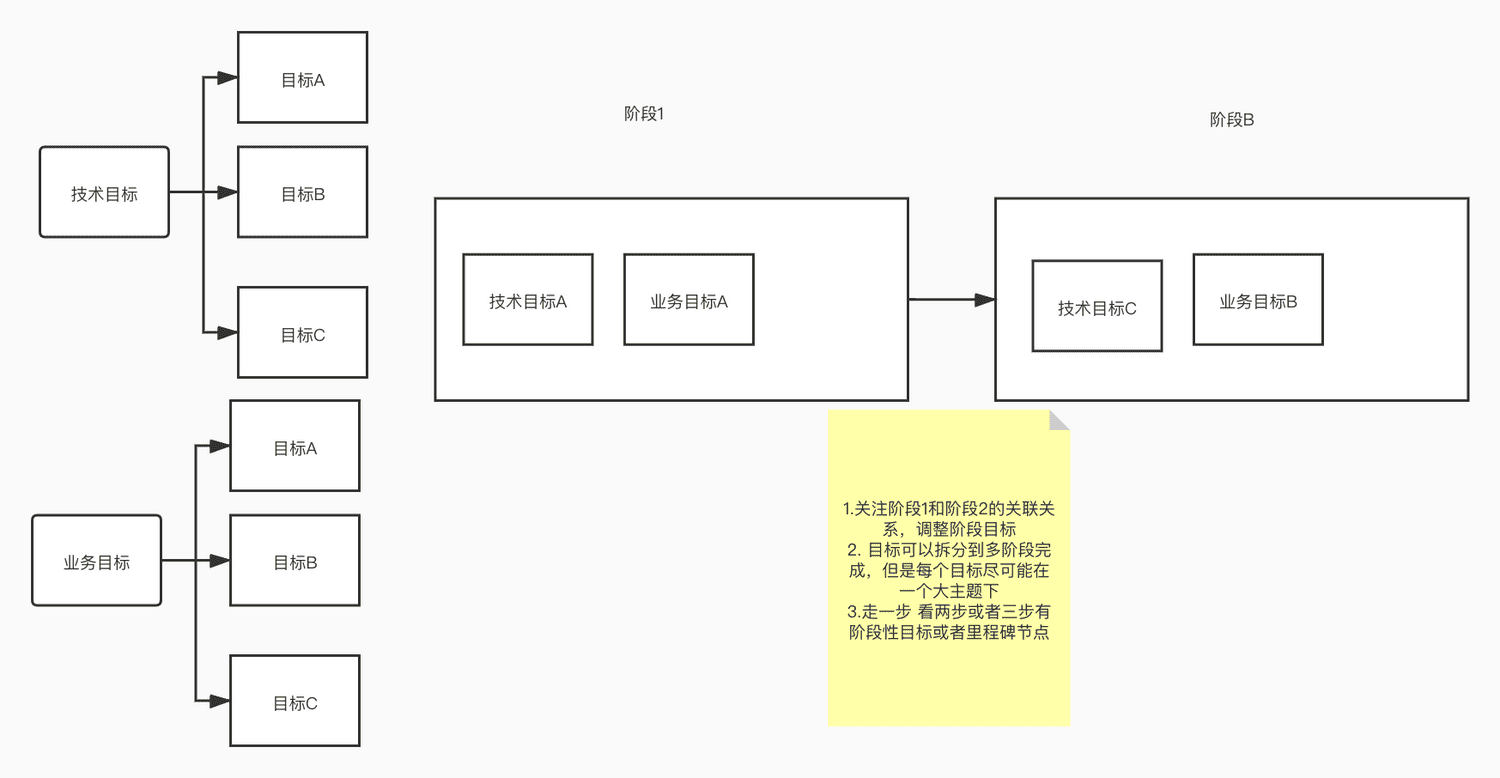 目标A
技术目标
目标B
目标C
目标A
业务目标
目标B
目标C
阶段1
阶段B
技术目标A
业务目标A
技术目标C
业务目标B
1.关注阶段1和阶段2的关联关
系，调整阶段目标
2. 目标可以拆分到多阶段完
成，但是每个目标尽可能在
一个大主题下
3.走一步 看两步或者三步有
阶段性目标或者里程碑节点